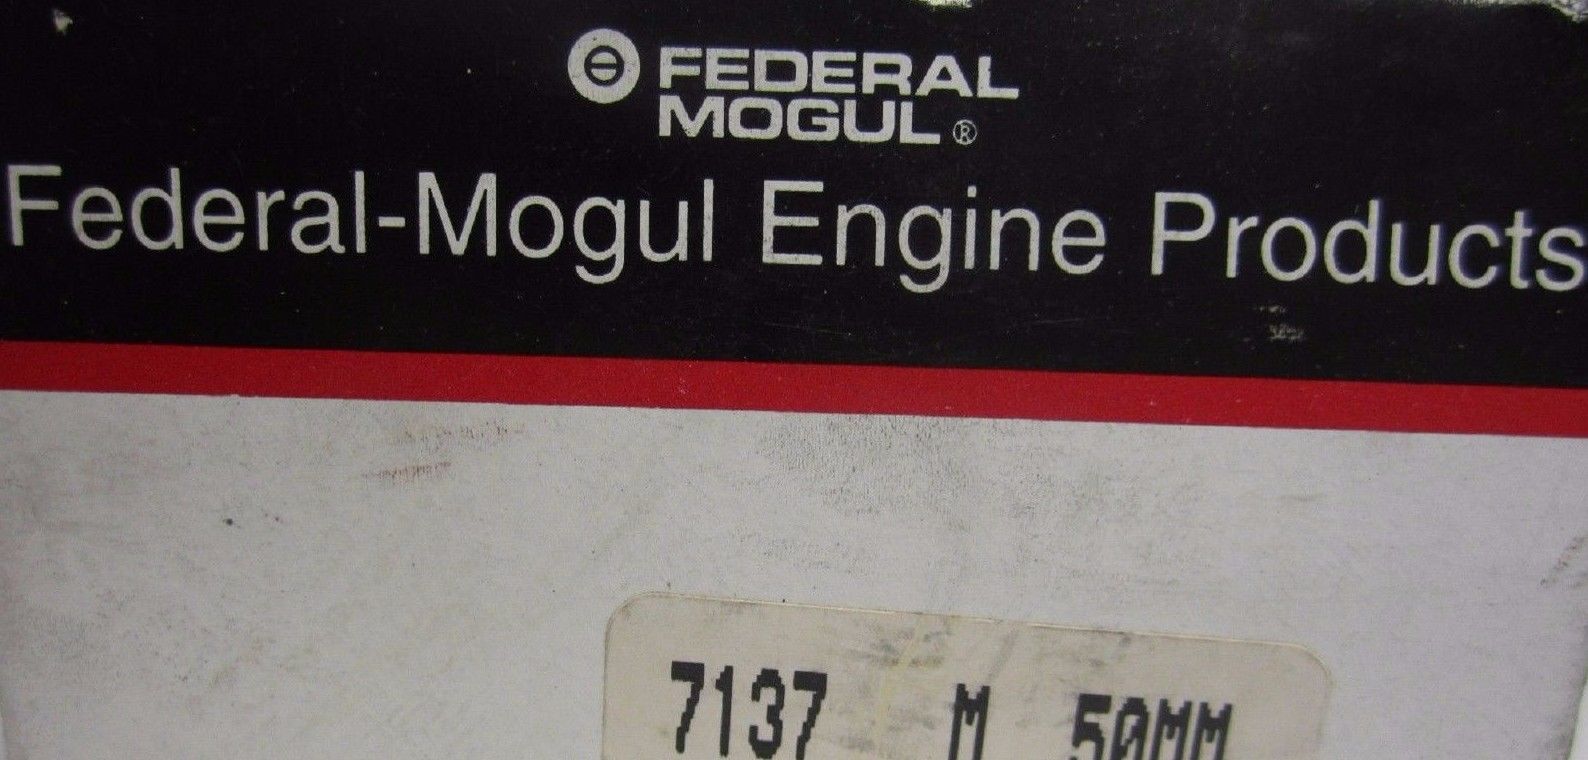 FEDERAL
MOGUL®
Federal-Mogul Engine Products
7137 M 50MM